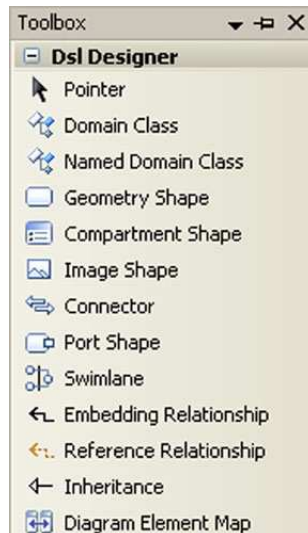 Toolbox
Dsl Designer
Pointer
Domain Class
Named Domain Class
Geometry Shape
Compartment Shape
Image Shape
Connector
Port Shape
Swimlane
Embedding Relationship
Reference Relationship
Inheritance
Diagram Element Map